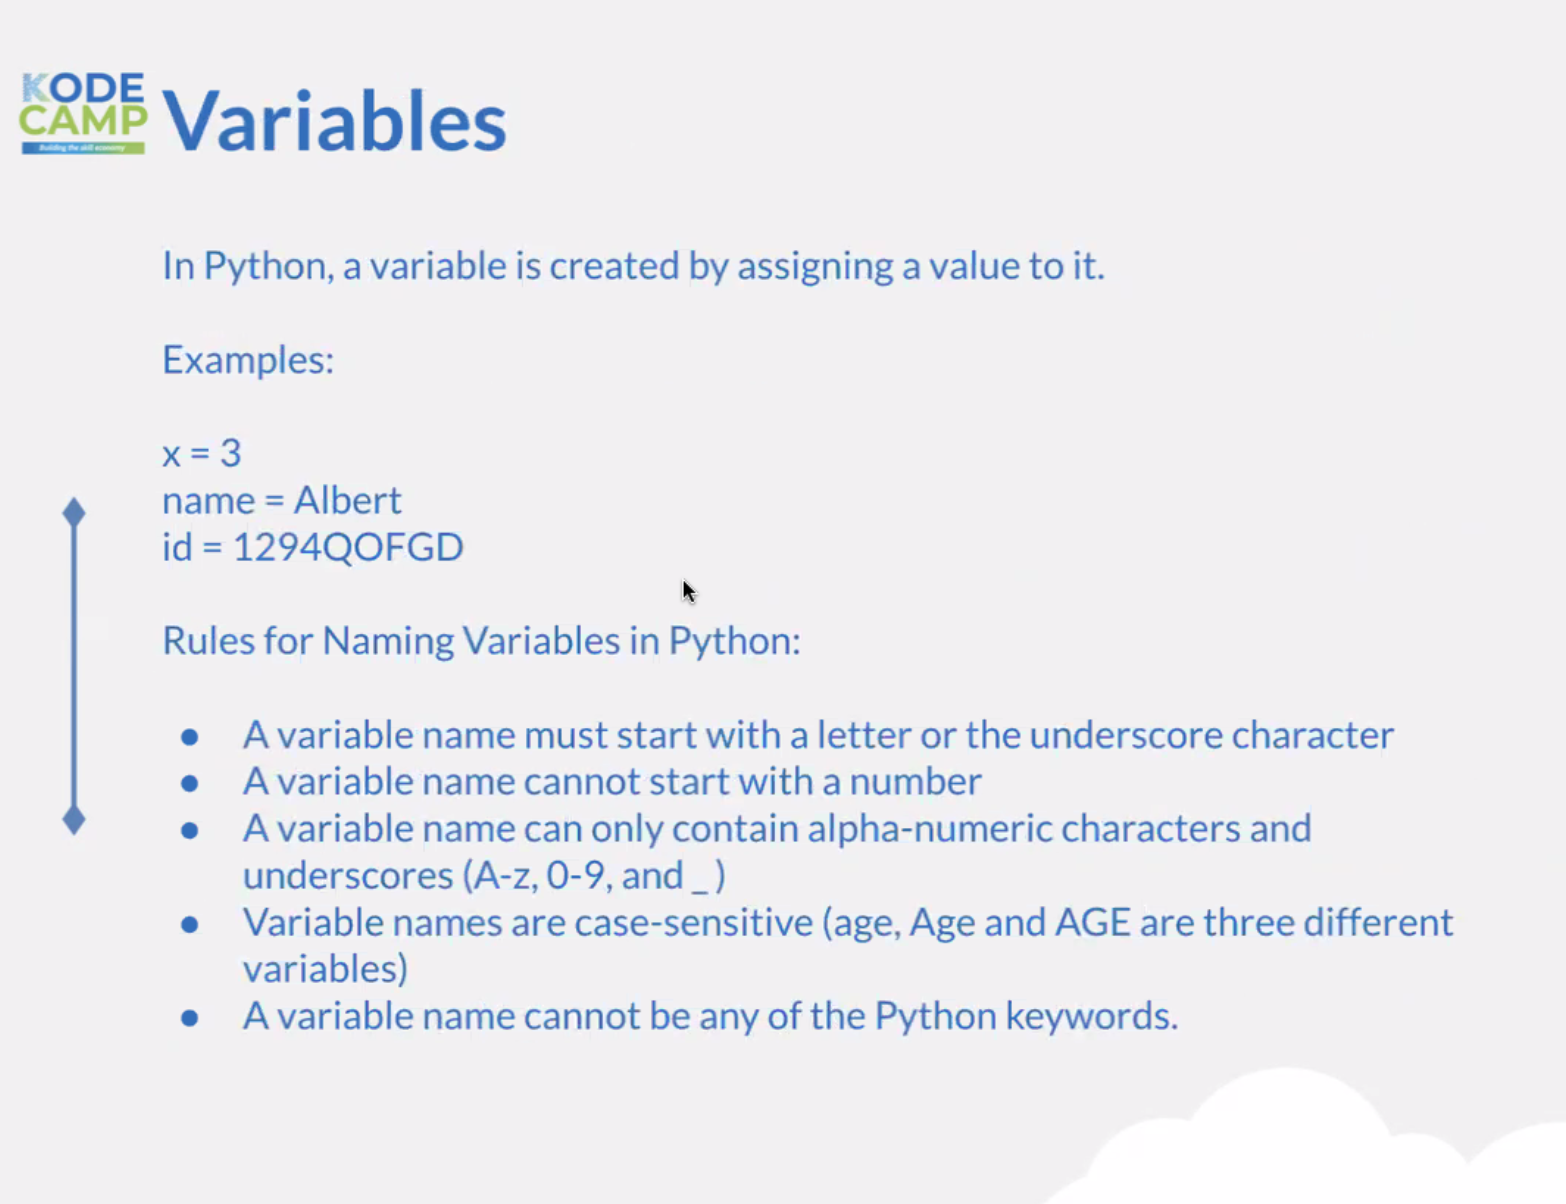 KODE
CAMP
Building the skill economy
Variables
In Python, a variable is created by assigning a value to it.
Examples:
x = 3
name = Albert
id = 1294QOFGD
Rules for Naming Variables in Python:
● A variable name must start with a letter or the underscore character
● A variable name cannot start with a number
● A variable name can only contain alpha-numeric characters and
underscores (A-z, 0-9, and _ )
● Variable names are case-sensitive (age, Age and AGE are three different
variables)
● A variable name cannot be any of the Python keywords.